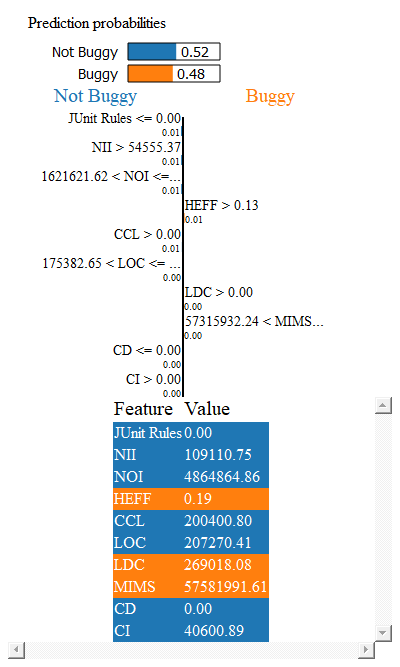 Prediction probabilities
Not Buggy 0.52
Buggy 0.48
Not Buggy Buggy
JUnit Rules <= 0.00
0.01
NII > 54555.37
0.01
1621621.62 < NOI <=...
0.01
HEFF > 0.13
0.01
CCL > 0.00
0.01
175382.65 < LOC <= ...
0.00
LDC > 0.00
0.00
57315932.24 < MIMS...
0.00
CD <= 0.00
0.00
CI > 0.00
0.00
Feature Value
JUnit Rules 0.00
NII 109110.75
NOI 4864864.86
HEFF 0.19
CCL 200400.80
LOC 207270.41
LDC 269018.08
MIMS 57581991.61
CD 0.00
CI 40600.89